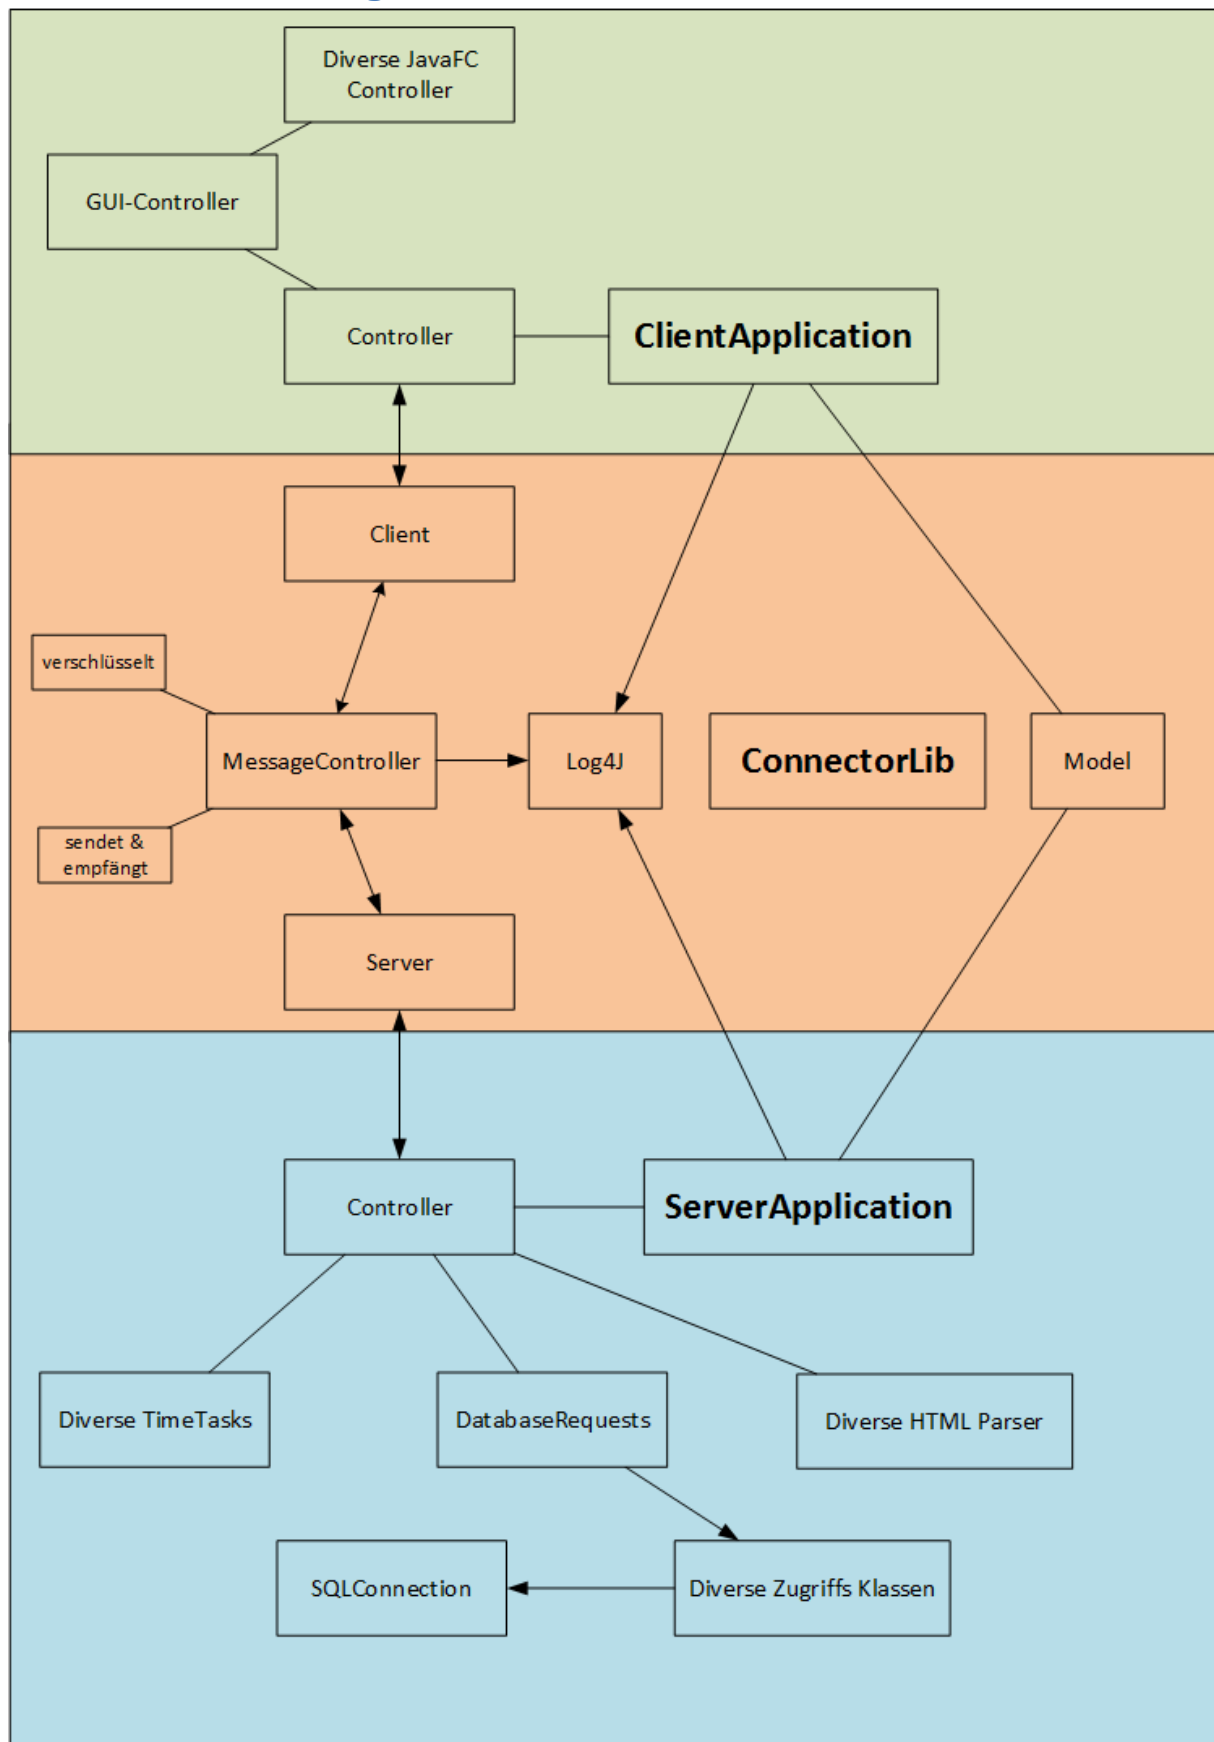 Diverse JavaFC
Controller
GUI-Controller
Controller
ClientApplication
Client
verschlüsselt
MessageController
Log4J
ConnectorLib
Model
sendet &
empfängt
Server
Controller
ServerApplication
Diverse TimeTasks
DatabaseRequests
Diverse HTML Parser
SQLConnection
Diverse Zugriffs Klassen